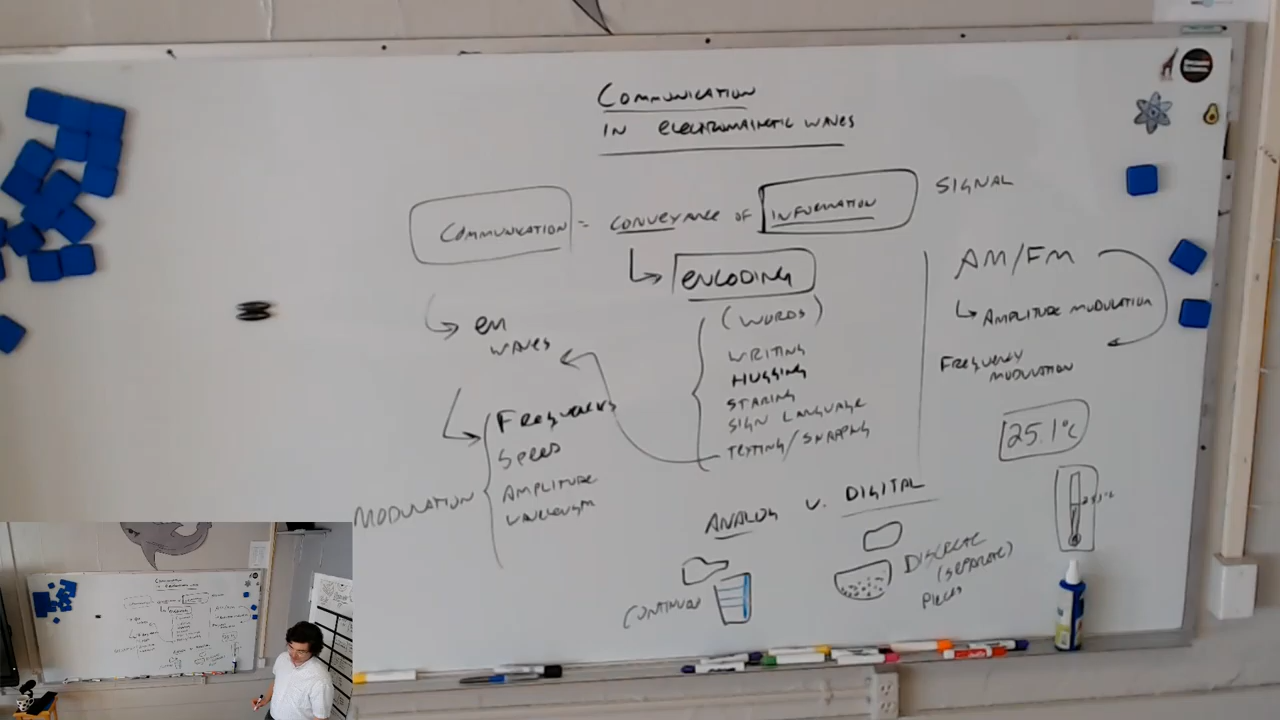 COMMUNICATION
IN ELECTROMAGNETIC WAVES
COMMUNICATION = CONVEYANCE OF INFORMATION
SIGNAL
ENCODING
(WORDS)
WRITING
HUGGING
STARING
SIGN LANGUAGE
TEXTING/SNAPPING
EM
WAVES
MODULATION
FREQUENCY
SPEED
AMPLITUDE
WAVELENGTH
AM/FM
AMPLITUDE MODULATION
FREQUENCY
MODULATION
25.1°C
ANALOG V. DIGITAL
CONTINUOUS
DISCRETE
(SEPARATE)
PIECES